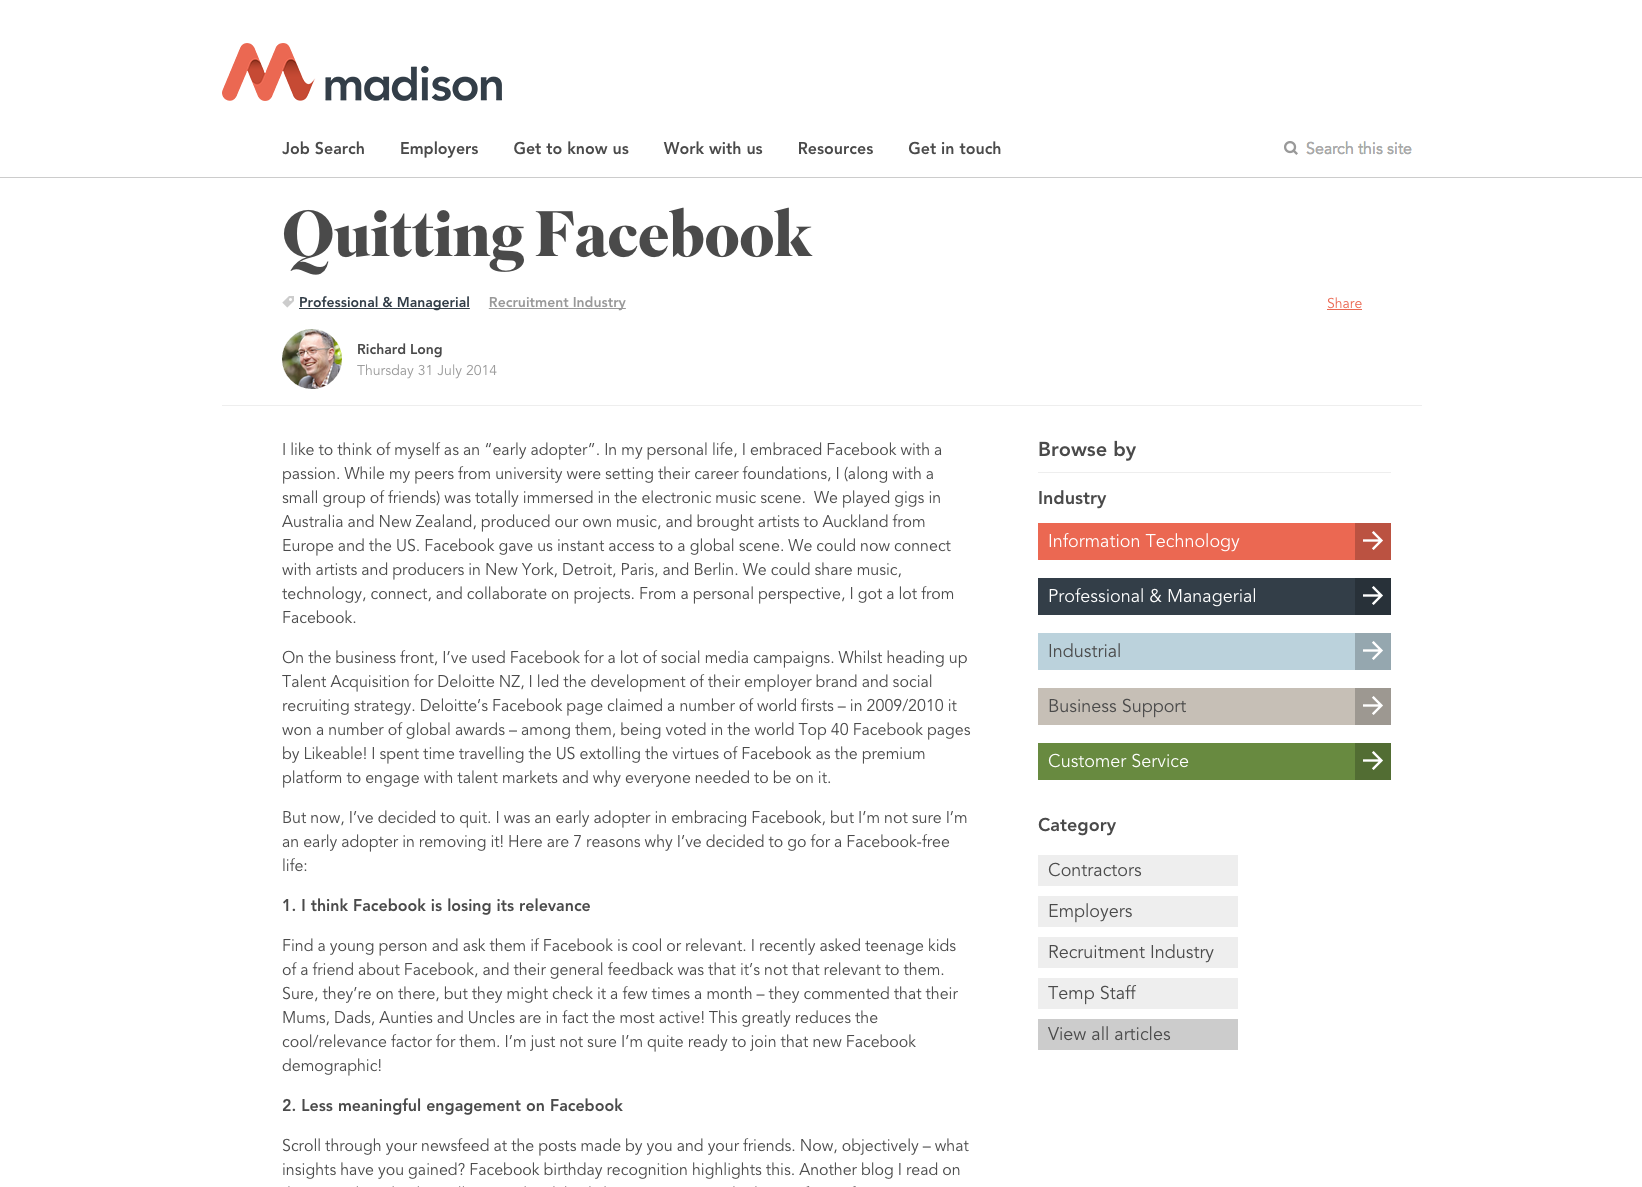 madison
Job Search Employers Get to know us Work with us Resources Get in touch
Search this site
Quitting Facebook
Professional & Managerial Recruitment Industry
Share
Richard Long
Thursday 31 July 2014
I like to think of myself as an “early adopter”. In my personal life, I embraced Facebook with a
passion. While my peers from university were setting their career foundations, I (along with a
small group of friends) was totally immersed in the electronic music scene.  We played gigs in
Australia and New Zealand, produced our own music, and brought artists to Auckland from
Europe and the US. Facebook gave us instant access to a global scene. We could now connect
with artists and producers in New York, Detroit, Paris, and Berlin. We could share music,
technology, connect, and collaborate on projects. From a personal perspective, I got a lot from
Facebook.
On the business front, I’ve used Facebook for a lot of social media campaigns. Whilst heading up
Talent Acquisition for Deloitte NZ, I led the development of their employer brand and social
recruiting strategy. Deloitte’s Facebook page claimed a number of world firsts – in 2009/2010 it
won a number of global awards – among them, being voted in the world Top 40 Facebook pages
by Likeable! I spent time travelling the US extolling the virtues of Facebook as the premium
platform to engage with talent markets and why everyone needed to be on it.
But now, I’ve decided to quit. I was an early adopter in embracing Facebook, but I’m not sure I’m
an early adopter in removing it! Here are 7 reasons why I’ve decided to go for a Facebook-free
life:
1. I think Facebook is losing its relevance
Find a young person and ask them if Facebook is cool or relevant. I recently asked teenage kids
of a friend about Facebook, and their general feedback was that it’s not that relevant to them.
Sure, they’re on there, but they might check it a few times a month – they commented that their
Mums, Dads, Aunties and Uncles are in fact the most active! This greatly reduces the
cool/relevance factor for them. I’m just not sure I’m quite ready to join that new Facebook
demographic!
2. Less meaningful engagement on Facebook
Scroll through your newsfeed at the posts made by you and your friends. Now, objectively – what
insights have you gained? Facebook birthday recognition highlights this. Another blog I read on
Browse by
Industry
Information Technology
Professional & Managerial
Industrial
Business Support
Customer Service
Category
Contractors
Employers
Recruitment Industry
Temp Staff
View all articles